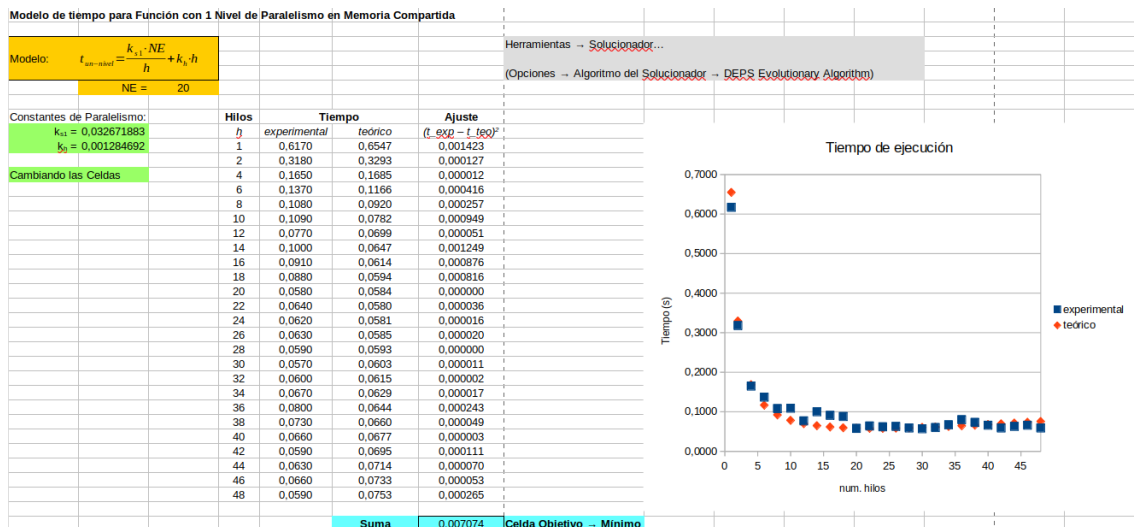 Modelo de tiempo para Función con 1 Nivel de Paralelismo en Memoria Compartida
Modelo: t un-nivel = k s1·NE / h + k h·h
NE = 20
Herramientas → Solucionador…
(Opciones → Algoritmo del Solucionador → DEPS Evolutionary Algorithm)
Constantes de Paralelismo:
ks1 = 0,032671883
kh = 0,001284692
Cambiando las Celdas
Hilos Tiempo Ajuste
h experimental teórico (t_exp – t_teo)²
1 0,6170 0,6547 0,001423
2 0,3180 0,3293 0,000127
4 0,1650 0,1685 0,000012
6 0,1370 0,1166 0,000416
8 0,1080 0,0920 0,000257
10 0,1090 0,0782 0,000949
12 0,0770 0,0699 0,000051
14 0,1000 0,0647 0,001249
16 0,0910 0,0614 0,000876
18 0,0880 0,0594 0,000816
20 0,0580 0,0584 0,000000
22 0,0640 0,0580 0,000036
24 0,0620 0,0581 0,000016
26 0,0630 0,0585 0,000020
28 0,0590 0,0593 0,000000
30 0,0570 0,0603 0,000011
32 0,0600 0,0615 0,000002
34 0,0670 0,0629 0,000017
36 0,0800 0,0644 0,000243
38 0,0730 0,0660 0,000049
40 0,0660 0,0677 0,000003
42 0,0590 0,0695 0,000111
44 0,0630 0,0714 0,000070
46 0,0660 0,0733 0,000053
48 0,0590 0,0753 0,000265
Suma 0,007074 Celda Objetivo → Mínimo
Tiempo de ejecución
0,7000
0,6000
0,5000
0,4000
0,3000
0,2000
0,1000
0,0000
Tiempo (s)
0 5 10 15 20 25 30 35 40 45
num. hilos
experimental
teórico